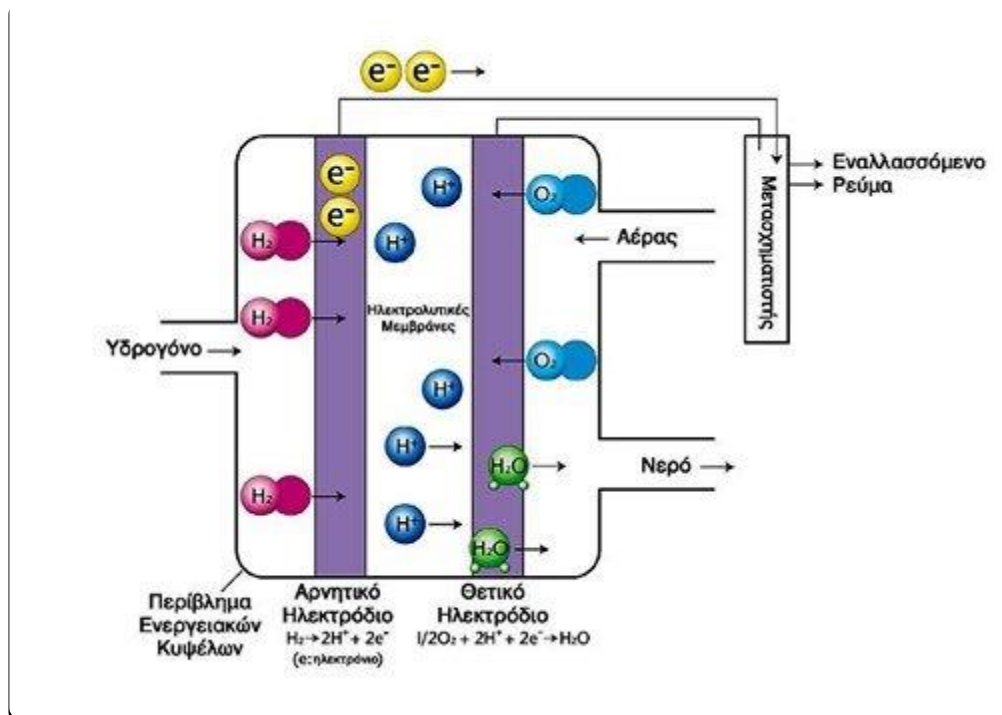 e⁻ e⁻
e⁻
e⁻
H⁺
O₂
Εναλλασσόμενο
Ρεύμα
Μετασχηματιστής
H₂
H⁺
Αέρας
H₂
Ηλεκτρολυτικές
Μεμβράνες
Υδρογόνο
O₂
H⁺
H⁺
H₂O
Νερό
H₂
H⁺
H₂O
Περίβλημα
Ενεργειακών
Κυψέλων
Αρνητικό
Ηλεκτρόδιο
H₂→2H⁺ + 2e⁻
(e:ηλεκτρόνιο)
Θετικό
Ηλεκτρόδιο
1/2O₂ + 2H⁺ + 2e⁻→H₂O